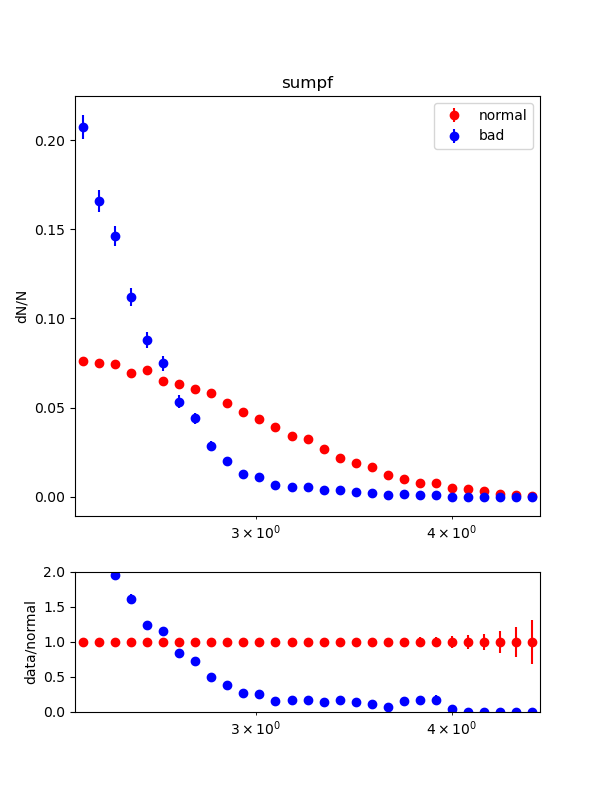 sumpf
normal
bad
dN/N
0.20
0.15
0.10
0.05
0.00
3 × 10⁰
4 × 10⁰
data/normal
2.0
1.5
1.0
0.5
0.0
3 × 10⁰
4 × 10⁰